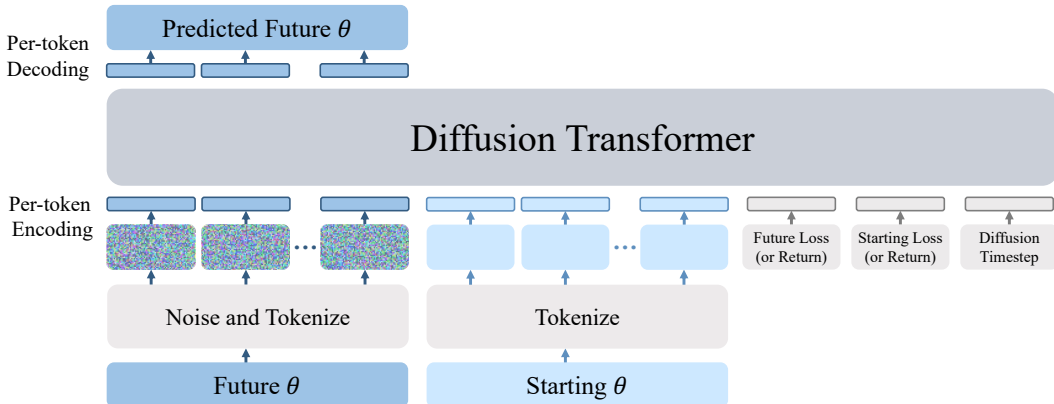 Predicted Future θ
Per-token
Decoding
Diffusion Transformer
Per-token
Encoding
Future Loss
(or Return)
Starting Loss
(or Return)
Diffusion
Timestep
Noise and Tokenize
Tokenize
Future θ
Starting θ